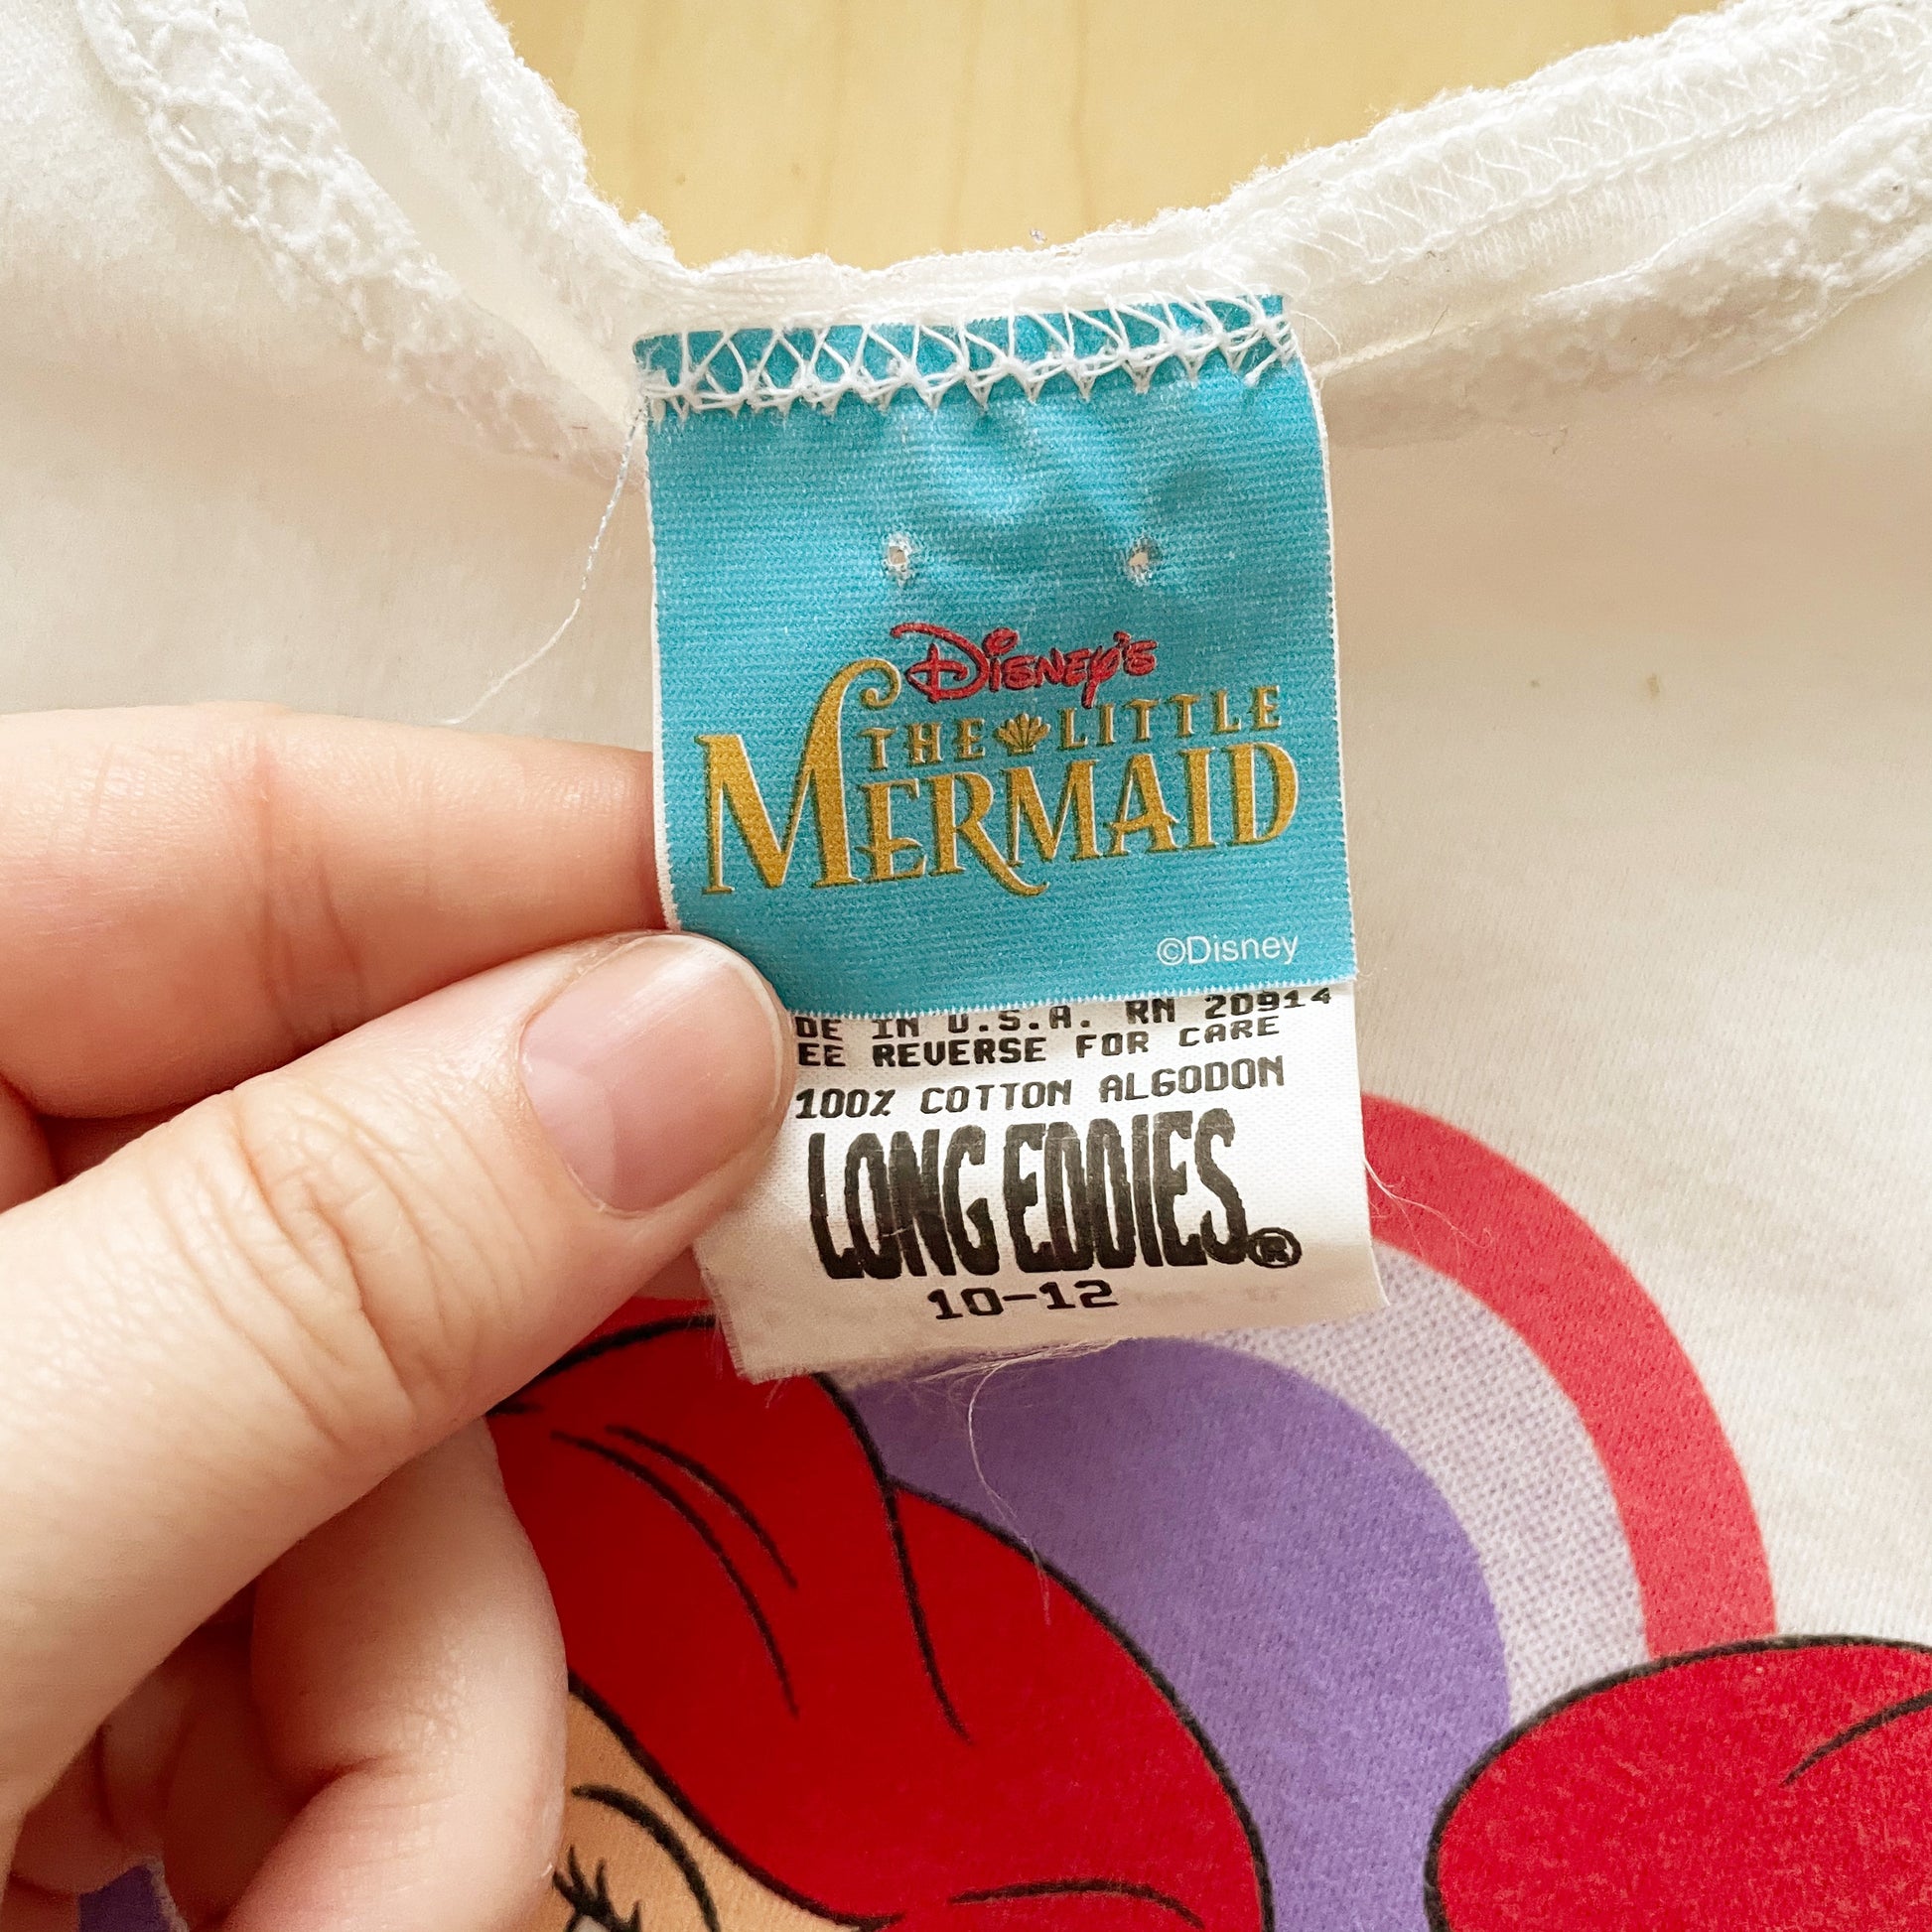 Disney's
THE LITTLE
MERMAID
©Disney
DE IN U.S.A. RN 20914
EE REVERSE FOR CARE
100% COTTON ALGODON
LONG EDDIES®
10-12